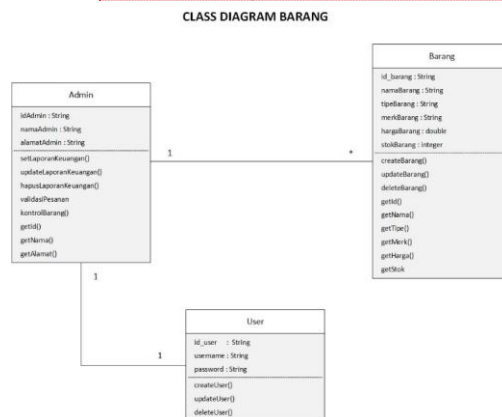 CLASS DIAGRAM BARANG
Admin
idAdmin : String
namaAdmin : String
alamatAdmin : String
setLaporanKeuangan()
updateLaporanKeuangan()
hapusLaporanKeuangan()
validasiPesanan
kontrolBarang()
getId()
getNama()
getAlamat()
1
*
Barang
id_barang : String
namaBarang : String
tipeBarang : String
merkBarang : String
hargaBarang : double
stokBarang : integer
createBarang()
updateBarang()
deleteBarang()
getId()
getNama()
getTipe()
getMerk()
getHarga()
getStok
1
1
User
id_user : String
username : String
password : String
createUser()
updateUser()
deleteUser()